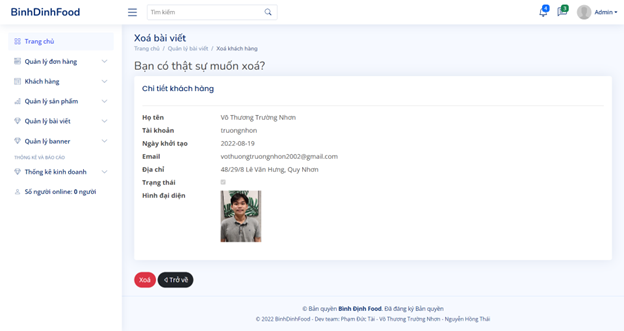 BinhDinhFood
Tìm kiếm
4
3
Admin
Trang chủ
Quản lý đơn hàng
Khách hàng
Quản lý sản phẩm
Quản lý bài viết
Quản lý banner
THỐNG KÊ VÀ BÁO CÁO
Thống kê kinh doanh
Số người online: 0 người
Xoá bài viết
Trang chủ / Quản lý bài viết / Xoá khách hàng
Bạn có thật sự muốn xoá?
Chi tiết khách hàng
Họ tên Võ Thương Trường Nhơn
Tài khoản truongnhon
Ngày khởi tạo 2022-08-19
Email vothuongtruongnhon2002@gmail.com
Địa chỉ 48/29/8 Lê Văn Hưng, Quy Nhơn
Trạng thái
Hình đại diện
Xoá
Trở về
© Bản quyền Bình Định Food. Đã đăng ký Bản quyền
© 2022 BinhDinhFood - Dev team: Phạm Đức Tài - Võ Thương Trường Nhơn - Nguyễn Hồng Thái